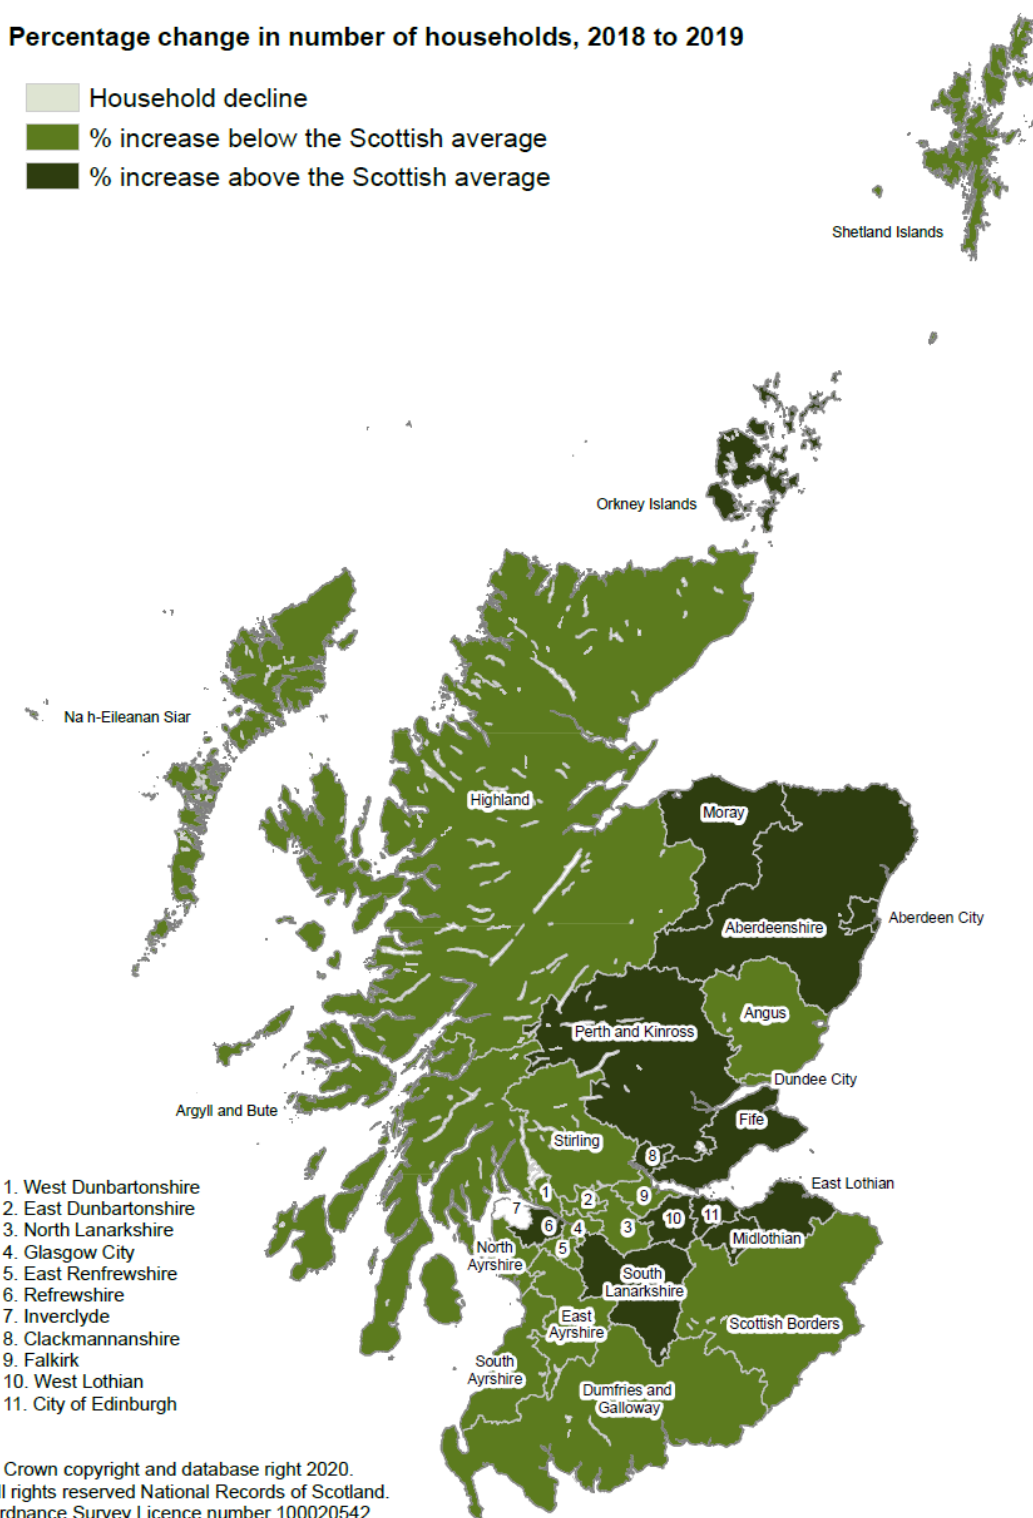 Percentage change in number of households, 2018 to 2019
Household decline
% increase below the Scottish average
% increase above the Scottish average
Shetland Islands
Orkney Islands
Na h-Eileanan Siar
Highland
Moray
Aberdeenshire
Aberdeen City
Angus
Perth and Kinross
Dundee City
Argyll and Bute
Fife
Stirling
8
East Lothian
1
2
9
7
6
4
3
10
11
Midlothian
5
North
Ayrshire
South
Lanarkshire
East
Ayrshire
Scottish Borders
South
Ayrshire
Dumfries and
Galloway
1. West Dunbartonshire
2. East Dunbartonshire
3. North Lanarkshire
4. Glasgow City
5. East Renfrewshire
6. Refrewshire
7. Inverclyde
8. Clackmannanshire
9. Falkirk
10. West Lothian
11. City of Edinburgh
Crown copyright and database right 2020.
ll rights reserved National Records of Scotland.
rdnance Survey Licence number 100020542